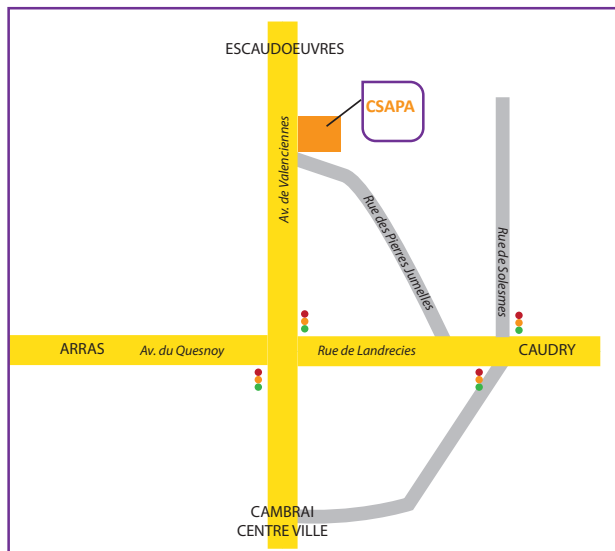 ESCAUDOEUVRES
CSAPA
Av. de Valenciennes
Rue des Pierres Jumelles
Rue de Solesmes
ARRAS
Av. du Quesnoy
Rue de Landrecies
CAUDRY
CAMBRAI
CENTRE VILLE